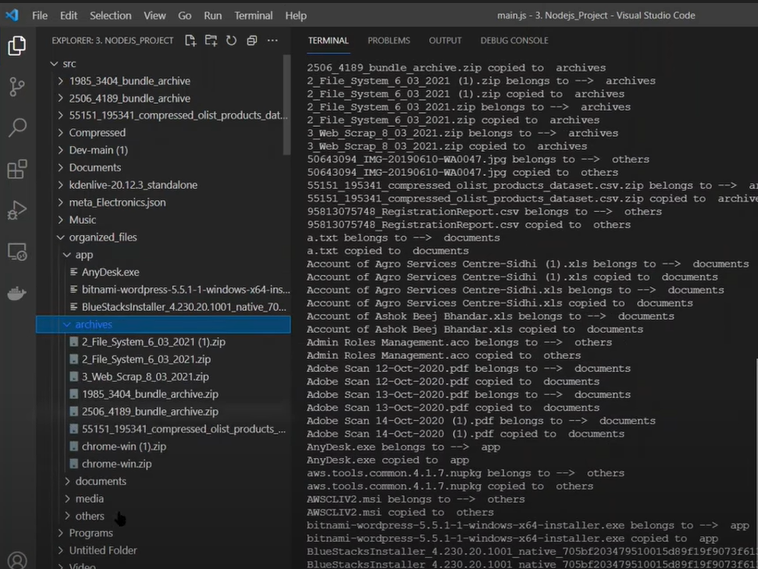 File Edit Selection View Go Run Terminal Help main.js - 3. Nodejs_Project - Visual Studio Code
EXPLORER: 3. NODEJS_PROJECT
src
1985_3404_bundle_archive
2506_4189_bundle_archive
55151_195341_compressed_olist_products_dat...
Compressed
Dev-main (1)
Documents
kdenlive-20.12.3_standalone
meta_Electronics.json
Music
organized_files
app
AnyDesk.exe
bitnami-wordpress-5.5.1-1-windows-x64-ins...
BlueStacksInstaller_4.230.20.1001_native_70...
archives
2_File_System_6_03_2021 (1).zip
2_File_System_6_03_2021.zip
3_Web_Scrap_8_03_2021.zip
1985_3404_bundle_archive.zip
2506_4189_bundle_archive.zip
55151_195341_compressed_olist_products_...
chrome-win (1).zip
chrome-win.zip
documents
media
others
Programs
Untitled Folder
Video
TERMINAL PROBLEMS OUTPUT DEBUG CONSOLE
2506_4189_bundle_archive.zip copied to archives
2_File_System_6_03_2021 (1).zip belongs to --> archives
2_File_System_6_03_2021 (1).zip copied to archives
2_File_System_6_03_2021.zip belongs to --> archives
2_File_System_6_03_2021.zip copied to archives
3_Web_Scrap_8_03_2021.zip belongs to --> archives
3_Web_Scrap_8_03_2021.zip copied to archives
50643094_IMG-20190610-WA0047.jpg belongs to --> others
50643094_IMG-20190610-WA0047.jpg copied to others
55151_195341_compressed_olist_products_dataset.csv.zip belongs to --> ar
55151_195341_compressed_olist_products_dataset.csv.zip copied to archive
95813075748_RegistrationReport.csv belongs to --> others
95813075748_RegistrationReport.csv copied to others
a.txt belongs to --> documents
a.txt copied to documents
Account of Agro Services Centre-Sidhi (1).xls belongs to --> documents
Account of Agro Services Centre-Sidhi (1).xls copied to documents
Account of Agro Services Centre-Sidhi.xls belongs to --> documents
Account of Agro Services Centre-Sidhi.xls copied to documents
Account of Ashok Beej Bhandar.xls belongs to --> documents
Account of Ashok Beej Bhandar.xls copied to documents
Admin Roles Management.aco belongs to --> others
Admin Roles Management.aco copied to others
Adobe Scan 12-Oct-2020.pdf belongs to --> documents
Adobe Scan 12-Oct-2020.pdf copied to documents
Adobe Scan 13-Oct-2020.pdf belongs to --> documents
Adobe Scan 13-Oct-2020.pdf copied to documents
Adobe Scan 14-Oct-2020 (1).pdf belongs to --> documents
Adobe Scan 14-Oct-2020 (1).pdf copied to documents
AnyDesk.exe belongs to --> app
AnyDesk.exe copied to app
aws.tools.common.4.1.7.nupkg belongs to --> others
aws.tools.common.4.1.7.nupkg copied to others
AWSCLIV2.msi belongs to --> others
AWSCLIV2.msi copied to others
bitnami-wordpress-5.5.1-1-windows-x64-installer.exe belongs to --> app
bitnami-wordpress-5.5.1-1-windows-x64-installer.exe copied to app
BlueStacksInstaller_4.230.20.1001_native_705bf203479510015d89f19f9073f61
BlueStacksInstaller_4.230.20.1001_native_705bf203479510015d89f19f9073f61